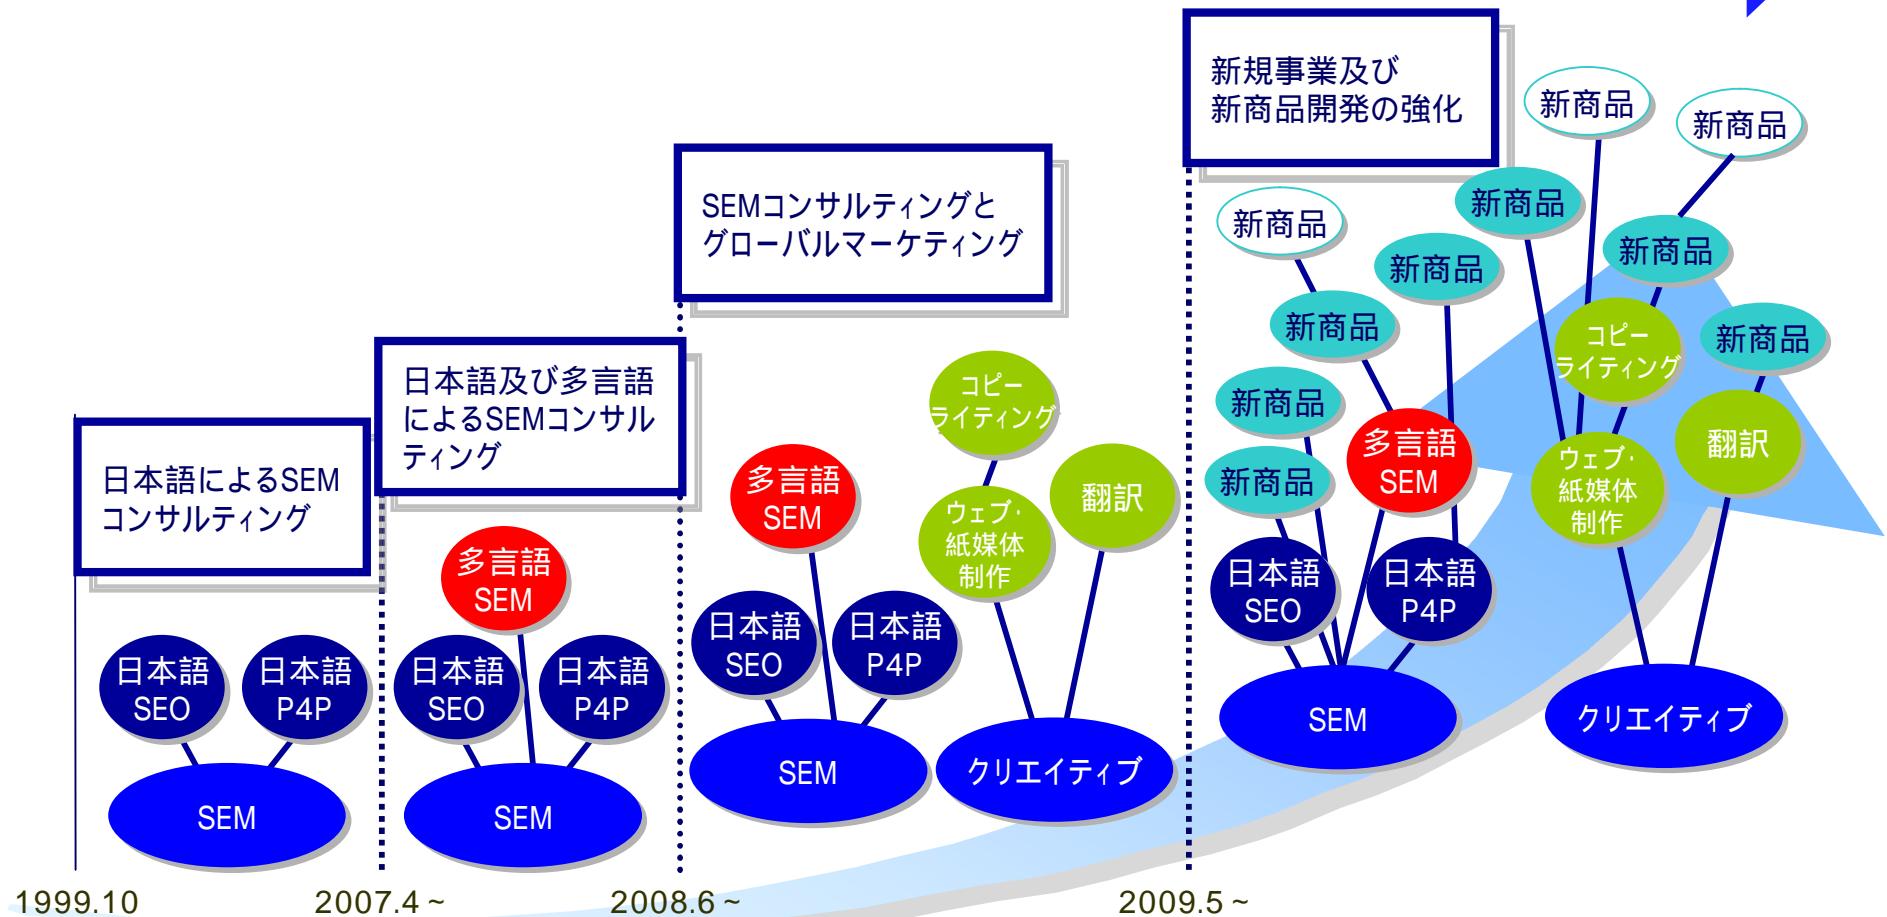 日本語によるSEM
コンサルティング
日本語
SEO
日本語
P4P
SEM
1999.10
日本語及び多言語
によるSEMコンサル
ティング
多言語
SEM
日本語
SEO
日本語
P4P
SEM
2007.4 ~
SEMコンサルティングと
グローバルマーケティング
多言語
SEM
日本語
SEO
日本語
P4P
SEM
コピー
ライティング
ウェブ・
紙媒体
制作
翻訳
クリエイティブ
2008.6 ~
新規事業及び
新商品開発の強化
新商品
新商品
新商品
新商品
新商品
多言語
SEM
日本語
SEO
日本語
P4P
SEM
新商品
新商品
新商品
新商品
新商品
コピー
ライティング
ウェブ・
紙媒体
制作
翻訳
クリエイティブ
2009.5 ~